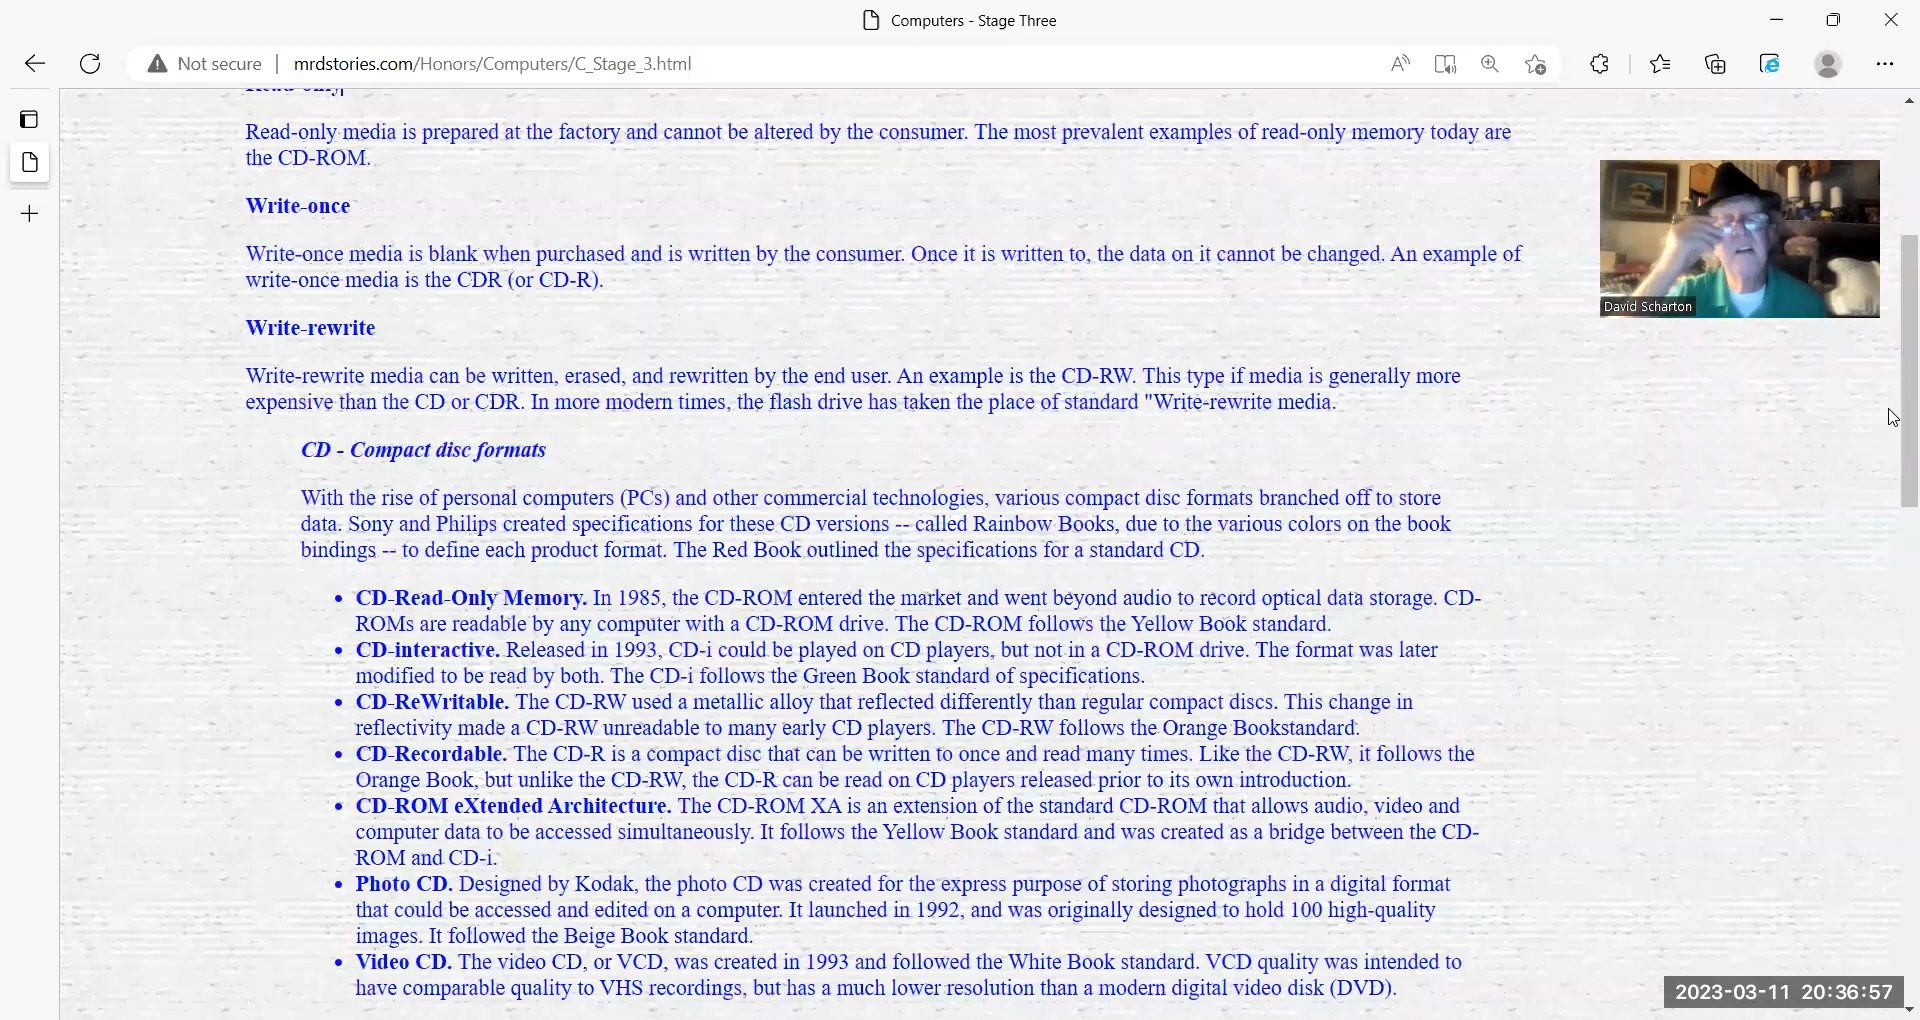 Computers - Stage Three
Not secure
mrdstories.com/Honors/Computers/C_Stage_3.html
Read-only
Read-only media is prepared at the factory and cannot be altered by the consumer. The most prevalent examples of read-only memory today are
the CD-ROM.
Write-once
Write-once media is blank when purchased and is written by the consumer. Once it is written to, the data on it cannot be changed. An example of
write-once media is the CDR (or CD-R).
Write-rewrite
Write-rewrite media can be written, erased, and rewritten by the end user. An example is the CD-RW. This type if media is generally more
expensive than the CD or CDR. In more modern times, the flash drive has taken the place of standard "Write-rewrite media.
CD - Compact disc formats
With the rise of personal computers (PCs) and other commercial technologies, various compact disc formats branched off to store
data. Sony and Philips created specifications for these CD versions -- called Rainbow Books, due to the various colors on the book
bindings -- to define each product format. The Red Book outlined the specifications for a standard CD.
• CD-Read-Only Memory. In 1985, the CD-ROM entered the market and went beyond audio to record optical data storage. CD-
ROMs are readable by any computer with a CD-ROM drive. The CD-ROM follows the Yellow Book standard.
• CD-interactive. Released in 1993, CD-i could be played on CD players, but not in a CD-ROM drive. The format was later
modified to be read by both. The CD-i follows the Green Book standard of specifications.
• CD-ReWritable. The CD-RW used a metallic alloy that reflected differently than regular compact discs. This change in
reflectivity made a CD-RW unreadable to many early CD players. The CD-RW follows the Orange Bookstandard.
• CD-Recordable. The CD-R is a compact disc that can be written to once and read many times. Like the CD-RW, it follows the
Orange Book, but unlike the CD-RW, the CD-R can be read on CD players released prior to its own introduction.
• CD-ROM eXtended Architecture. The CD-ROM XA is an extension of the standard CD-ROM that allows audio, video and
computer data to be accessed simultaneously. It follows the Yellow Book standard and was created as a bridge between the CD-
ROM and CD-i.
• Photo CD. Designed by Kodak, the photo CD was created for the express purpose of storing photographs in a digital format
that could be accessed and edited on a computer. It launched in 1992, and was originally designed to hold 100 high-quality
images. It followed the Beige Book standard.
• Video CD. The video CD, or VCD, was created in 1993 and followed the White Book standard. VCD quality was intended to
have comparable quality to VHS recordings, but has a much lower resolution than a modern digital video disk (DVD).
David Scharton
2023-03-11 20:36:57